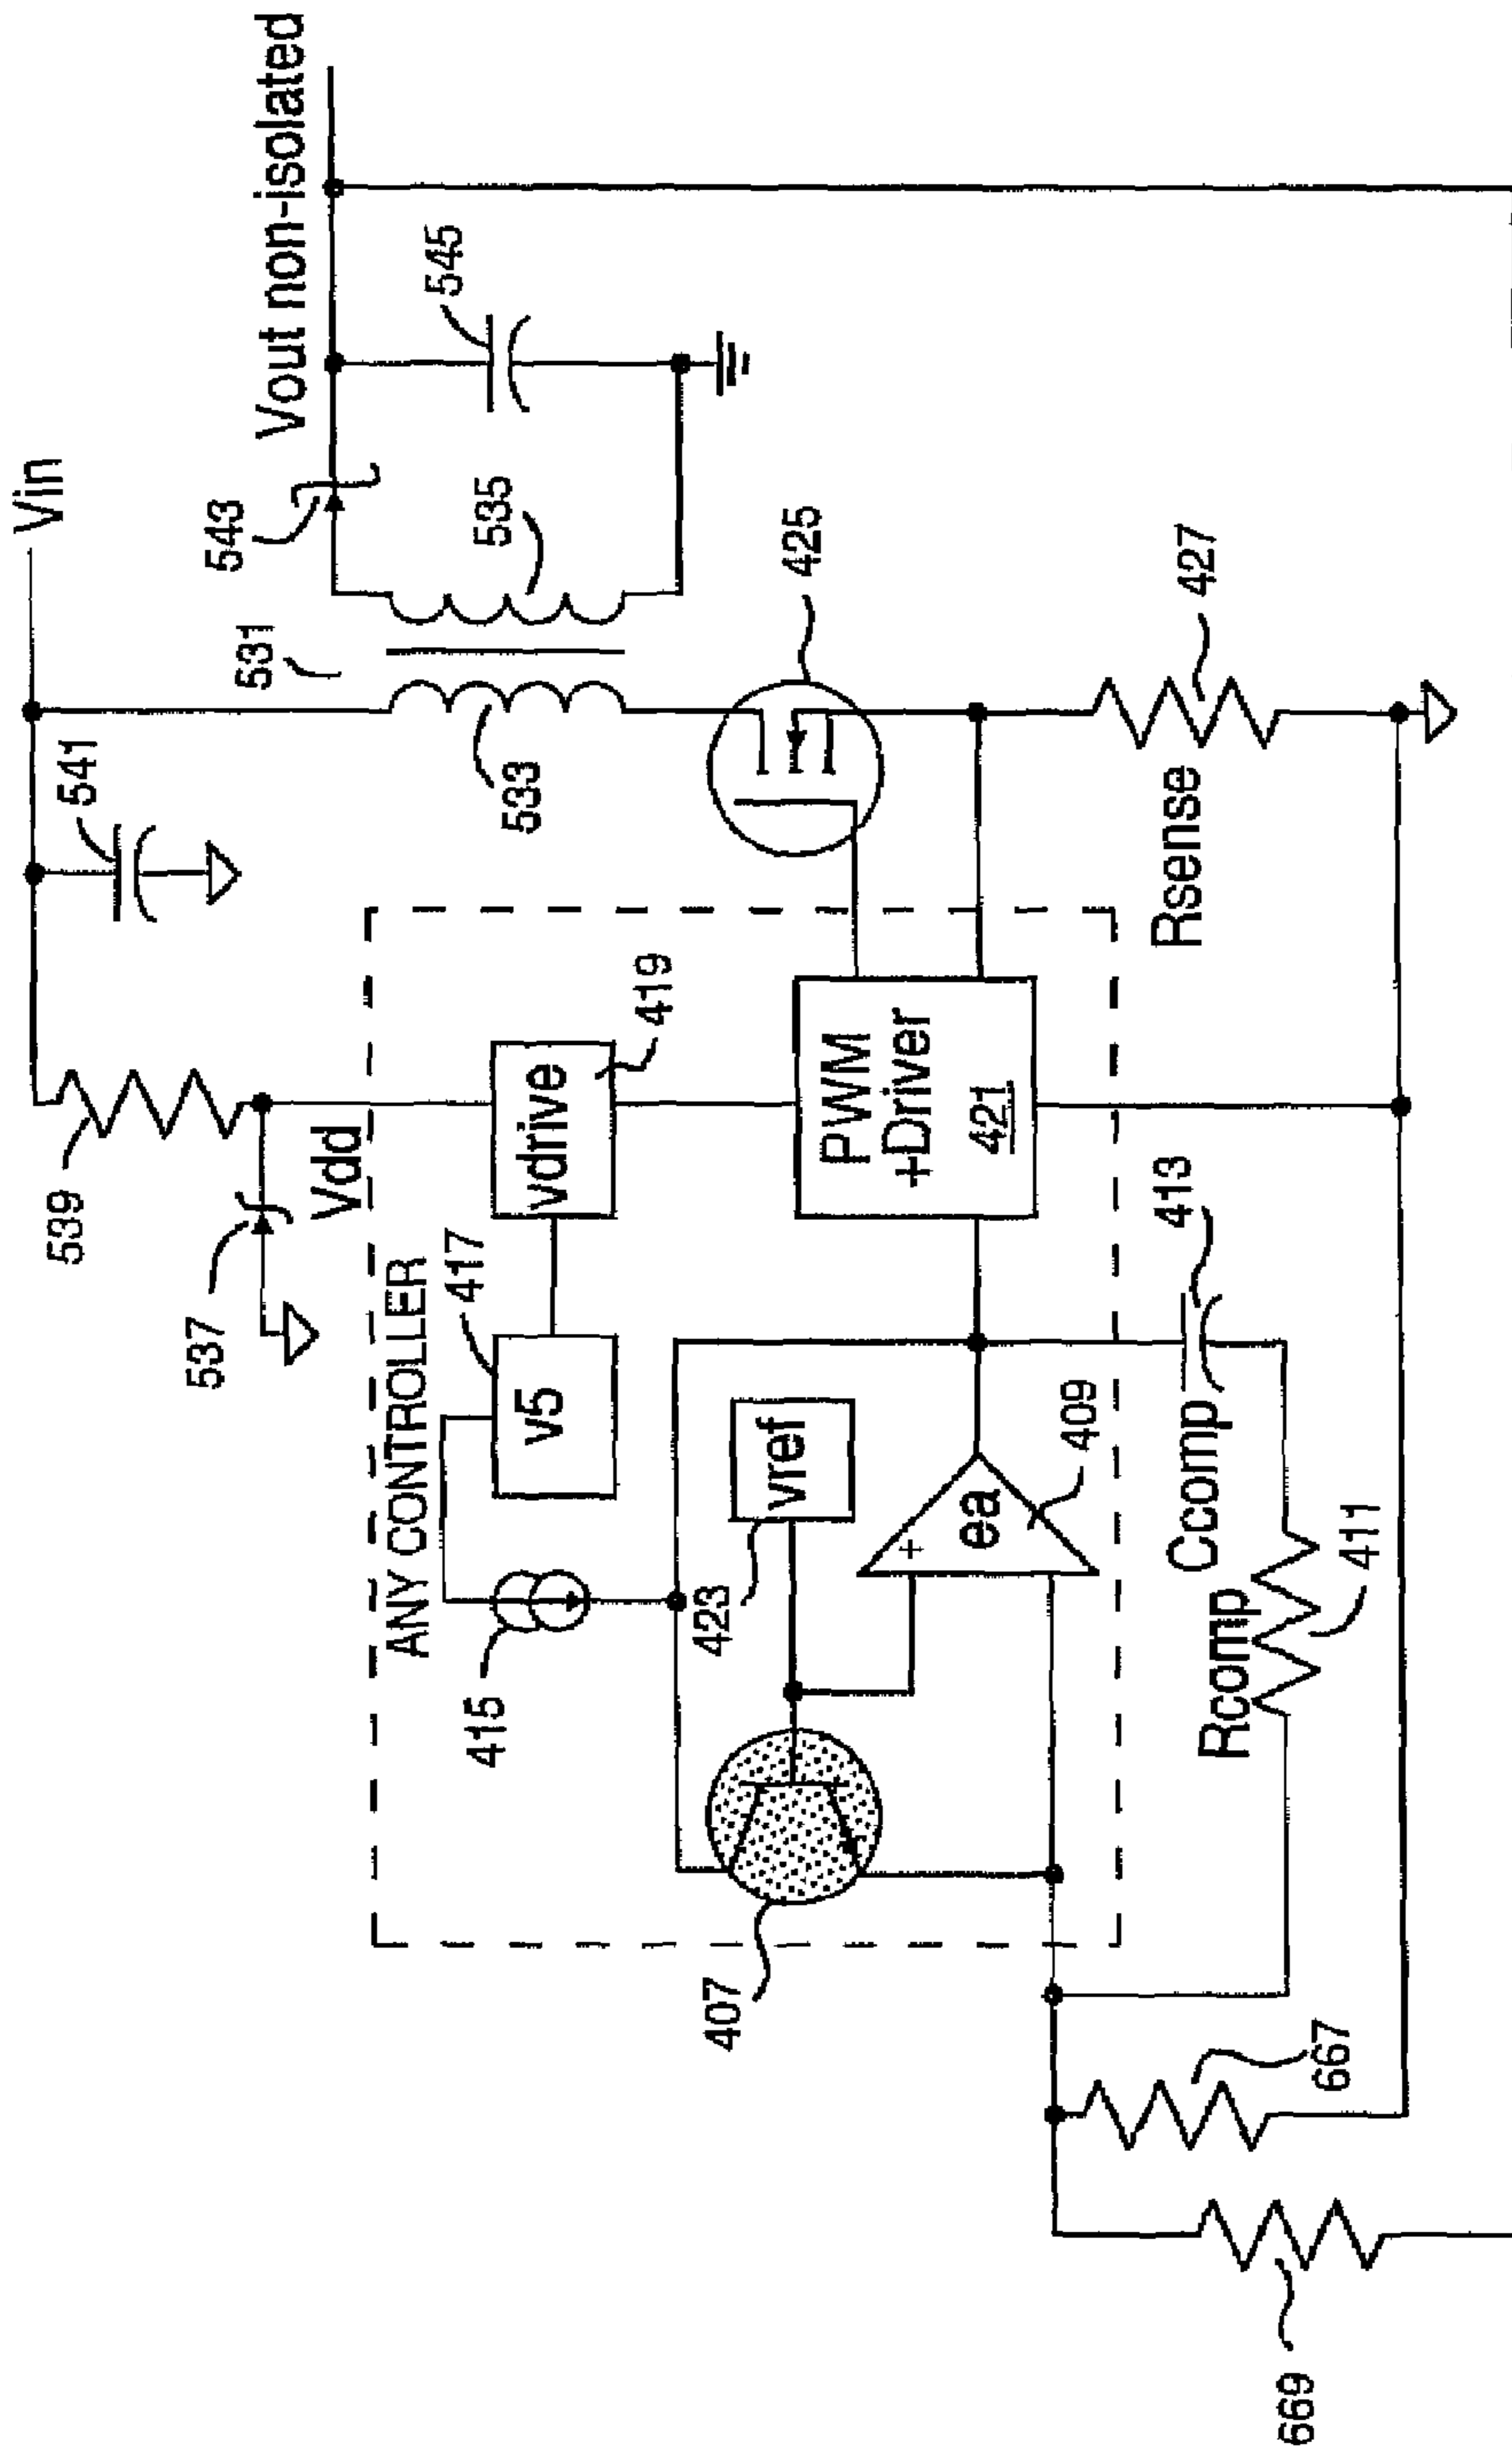 Vin
Vout non-isolated
541
531
543
539
545
535
533
537
Vdd
425
ANY CONTROLLER
417
419
v5
vdrive
415
423
vref
PWM
+Driver
421
407
ea
409
+
Rsense
427
413
Ccomp
Rcomp
411
667
669